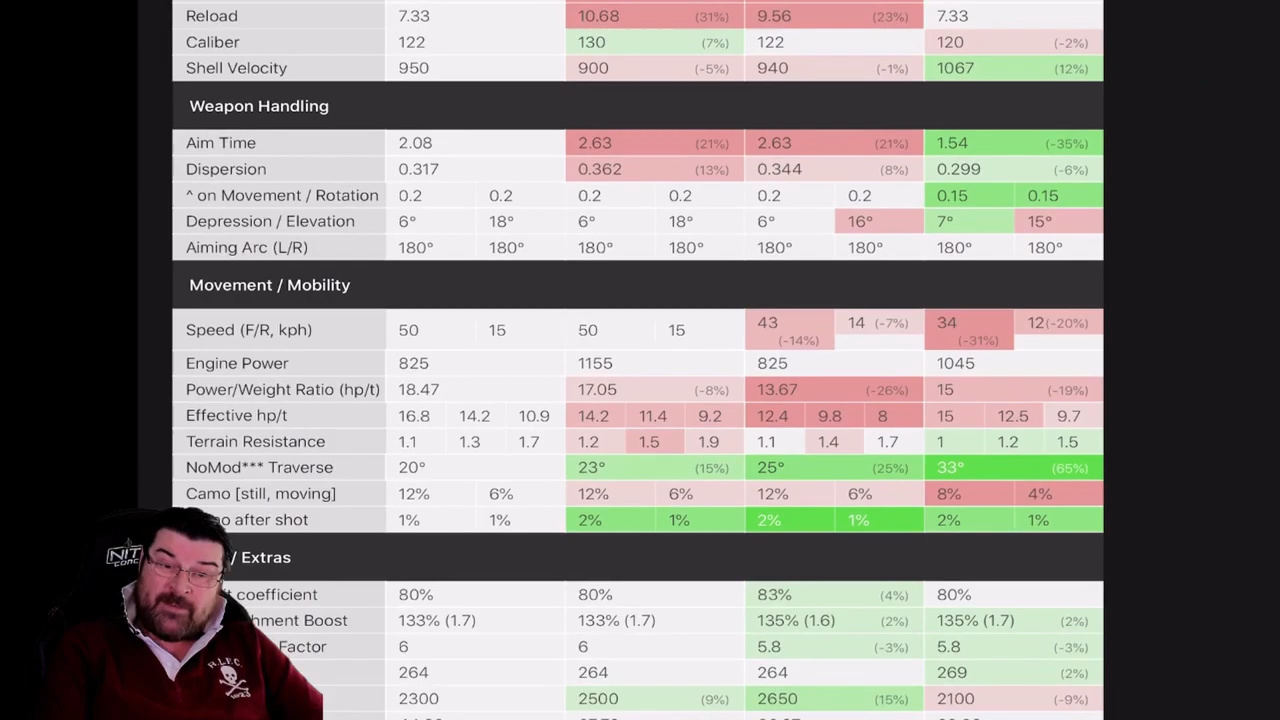 Reload 7.33 10.68 (31%) 9.56 (23%) 7.33
Caliber 122 130 (7%) 122 120 (-2%)
Shell Velocity 950 900 (-5%) 940 (-1%) 1067 (12%)
Weapon Handling
Aim Time 2.08 2.63 (21%) 2.63 (21%) 1.54 (-35%)
Dispersion 0.317 0.362 (13%) 0.344 (8%) 0.299 (-6%)
^ on Movement / Rotation 0.2 0.2 0.2 0.2 0.2 0.2 0.15 0.15
Depression / Elevation 6° 18° 6° 18° 6° 16° 7° 15°
Aiming Arc (L/R) 180° 180° 180° 180° 180° 180° 180° 180°
Movement / Mobility
Speed (F/R, kph) 50 15 50 15 43 (-14%) 14 (-7%) 34 (-31%) 12(-20%)
Engine Power 825 1155 825 1045
Power/Weight Ratio (hp/t) 18.47 17.05 (-8%) 13.67 (-26%) 15 (-19%)
Effective hp/t 16.8 14.2 10.9 14.2 11.4 9.2 12.4 9.8 8 15 12.5 9.7
Terrain Resistance 1.1 1.3 1.7 1.2 1.5 1.9 1.1 1.4 1.7 1 1.2 1.5
NoMod*** Traverse 20° 23° (15%) 25° (25%) 33° (65%)
Camo [still, moving] 12% 6% 12% 6% 12% 6% 8% 4%
after shot 1% 1% 2% 1% 2% 1% 2% 1%
/ Extras
coefficient 80% 80% 83% (4%) 80%
Boost 133% (1.7) 133% (1.7) 135% (1.6) (2%) 135% (1.7) (2%)
Factor 6 6 5.8 (-3%) 5.8 (-3%)
264 264 264 269 (2%)
2300 2500 (9%) 2650 (15%) 2100 (-9%)
NIT
CONC
R.L.F.C.